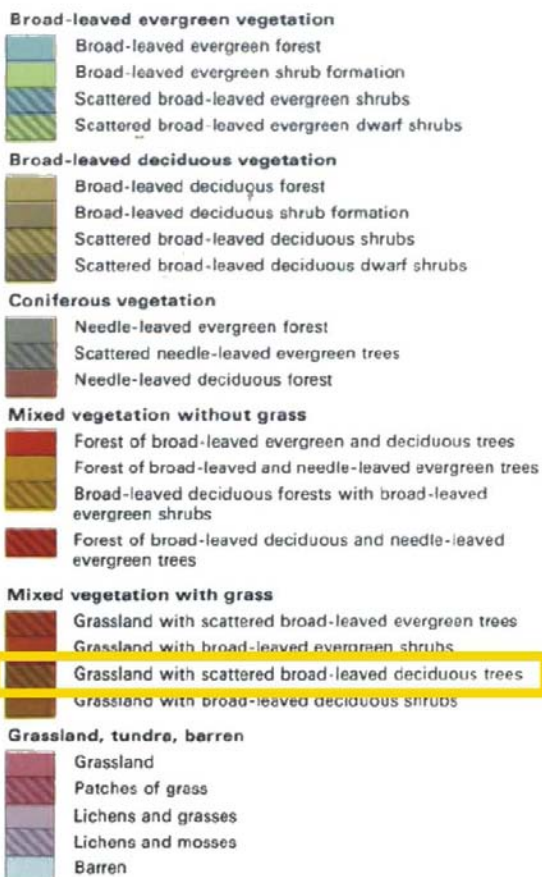 Broad-leaved evergreen vegetation
Broad-leaved evergreen forest
Broad-leaved evergreen shrub formation
Scattered broad-leaved evergreen shrubs
Scattered broad-leaved evergreen dwarf shrubs
Broad-leaved deciduous vegetation
Broad-leaved deciduous forest
Broad-leaved deciduous shrub formation
Scattered broad-leaved deciduous shrubs
Scattered broad-leaved deciduous dwarf shrubs
Coniferous vegetation
Needle-leaved evergreen forest
Scattered needle-leaved evergreen trees
Needle-leaved deciduous forest
Mixed vegetation without grass
Forest of broad-leaved evergreen and deciduous trees
Forest of broad-leaved and needle-leaved evergreen trees
Broad-leaved deciduous forests with broad-leaved
evergreen shrubs
Forest of broad-leaved deciduous and needle-leaved
evergreen trees
Mixed vegetation with grass
Grassland with scattered broad-leaved evergreen trees
Grassland with broad-leaved evergreen shrubs
Grassland with scattered broad-leaved deciduous trees
Grassland with broad-leaved deciduous shrubs
Grassland, tundra, barren
Grassland
Patches of grass
Lichens and grasses
Lichens and mosses
Barren